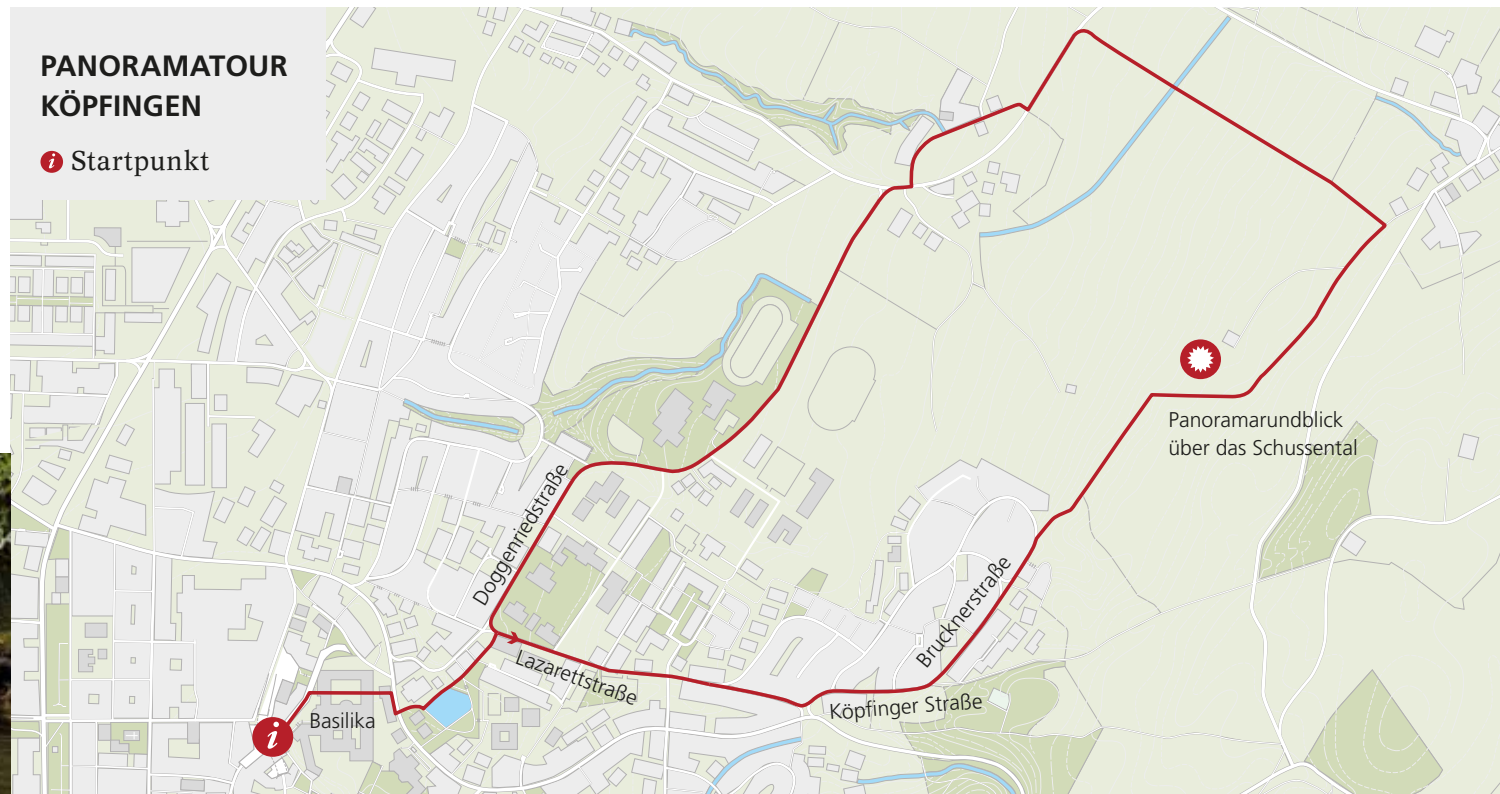 PANORAMATOUR
KÖPFINGEN
i Startpunkt
Panoramarundblick
über das Schussental
Doggenriedstraße
Brucknerstraße
Lazarettstraße
Köpfinger Straße
Basilika
i